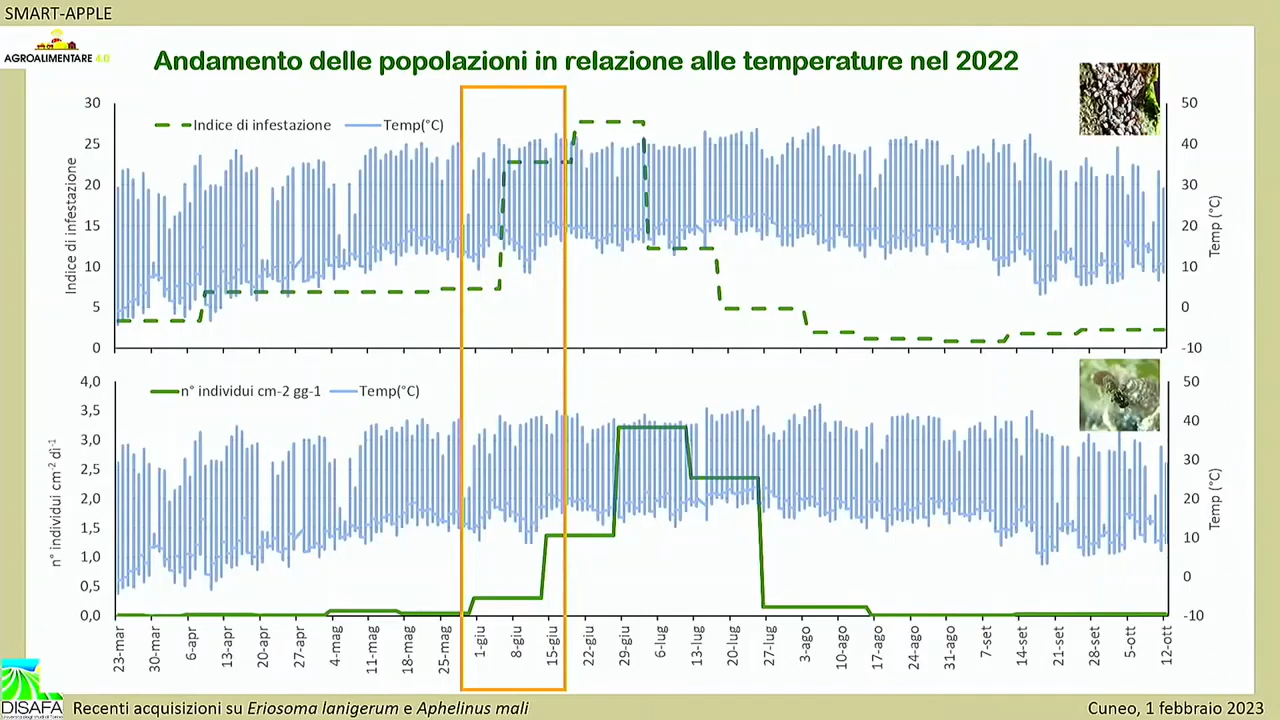 SMART-APPLE
AGROALIMENTARE 4.0
Andamento delle popolazioni in relazione alle temperature nel 2022
Indice di infestazione
Temp(°C)
30
25
20
15
10
5
0
Indice di infestazione
50
40
30
20
10
0
-10
Temp (°C)
n° individui cm-2 gg-1
Temp(°C)
4,0
3,5
3,0
2,5
2,0
1,5
1,0
0,5
0,0
n° individui cm⁻² di⁻¹
50
40
30
20
10
0
-10
Temp (°C)
23-mar
30-mar
6-apr
13-apr
20-apr
27-apr
4-mag
11-mag
18-mag
25-mag
1-giu
8-giu
15-giu
22-giu
29-giu
6-lug
13-lug
20-lug
27-lug
3-ago
10-ago
17-ago
24-ago
31-ago
7-set
14-set
21-set
28-set
5-ott
12-ott
DISAFA
Recenti acquisizioni su Eriosoma lanigerum e Aphelinus mali
Cuneo, 1 febbraio 2023